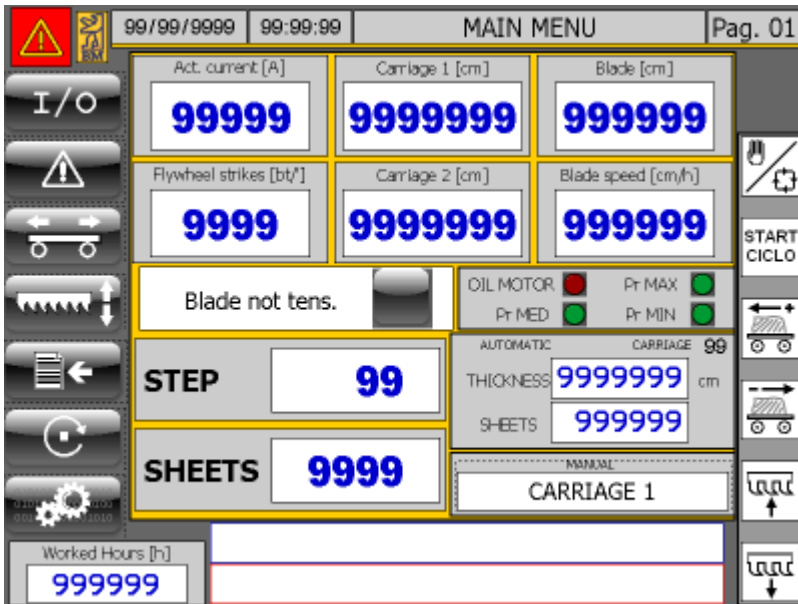 99/99/9999 99:99:99 MAIN MENU Pag. 01
BM
Act. current [A] Carriage 1 [cm] Blade [cm]
I/O
99999 9999999 999999
Flywheel strikes [bt/'] Carriage 2 [cm] Blade speed [cm/h]
9999 9999999 999999
START
CICLO
Blade not tens.
OIL MOTOR Pr MAX
Pr MED Pr MIN
AUTOMATIC CARRIAGE 99
STEP 99
THICKNESS 9999999 cm
SHEETS 999999
SHEETS 9999
MANUAL
CARRIAGE 1
Worked Hours [h]
999999